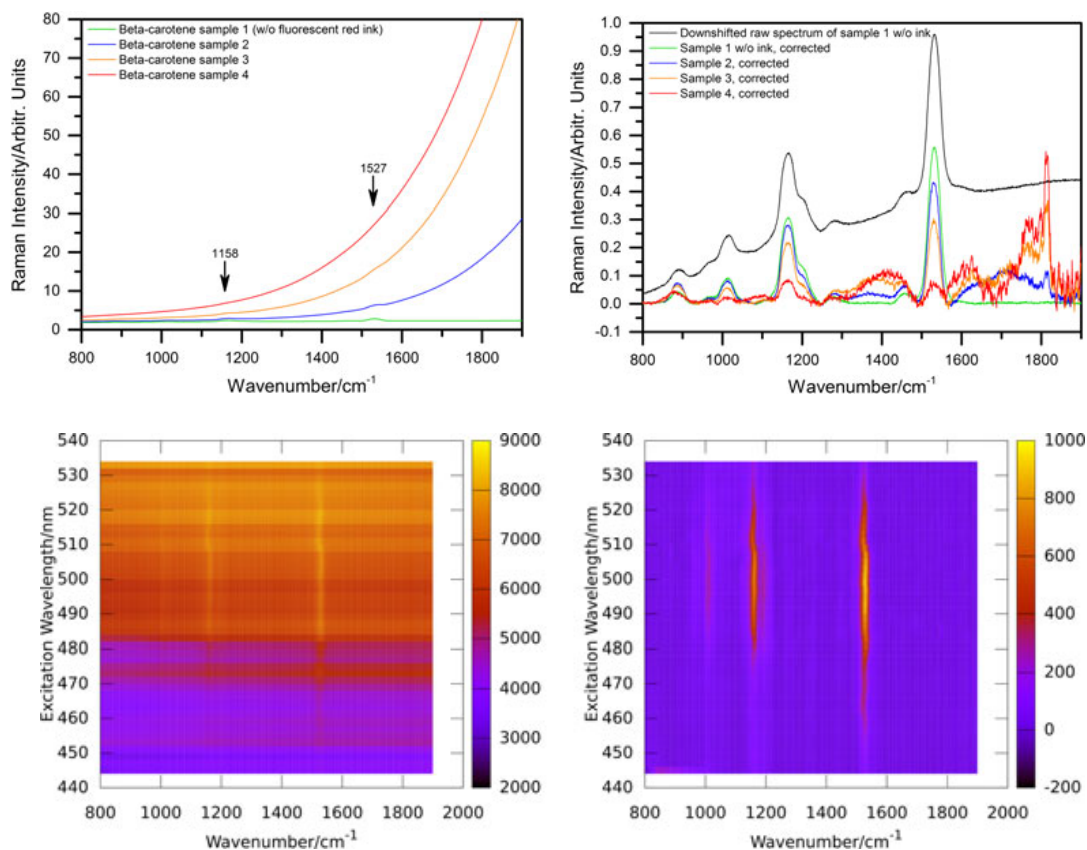 80
70
60
50
40
30
20
10
0
Raman Intensity/Arbitr. Units
Beta-carotene sample 1 (w/o fluorescent red ink)
Beta-carotene sample 2
Beta-carotene sample 3
Beta-carotene sample 4
1158
1527
800 1000 1200 1400 1600 1800
Wavenumber/cm⁻¹
1.0
0.9
0.8
0.7
0.6
0.5
0.4
0.3
0.2
0.1
0.0
-0.1
Raman Intensity/Arbitr. Units
Downshifted raw spectrum of sample 1 w/o ink
Sample 1 w/o ink, corrected
Sample 2, corrected
Sample 3, corrected
Sample 4, corrected
800 1000 1200 1400 1600 1800
Wavenumber/cm⁻¹
540
530
520
510
500
490
480
470
460
450
440
Excitation Wavelength/nm
800 1000 1200 1400 1600 1800 2000
Wavenumber/cm⁻¹
9000
8000
7000
6000
5000
4000
3000
2000
540
530
520
510
500
490
480
470
460
450
440
Excitation Wavelength/nm
800 1000 1200 1400 1600 1800 2000
Wavenumber/cm⁻¹
1000
800
600
400
200
0
-200